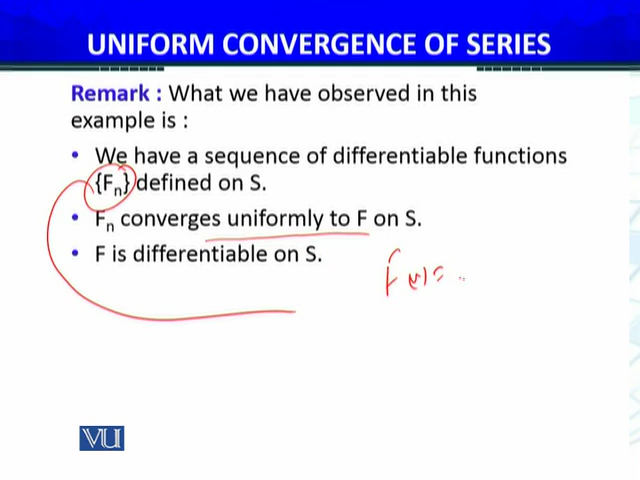 UNIFORM CONVERGENCE OF SERIES
Remark : What we have observed in this
example is :
• We have a sequence of differentiable functions
{Fn} defined on S.
• Fn converges uniformly to F on S.
• F is differentiable on S.
VU